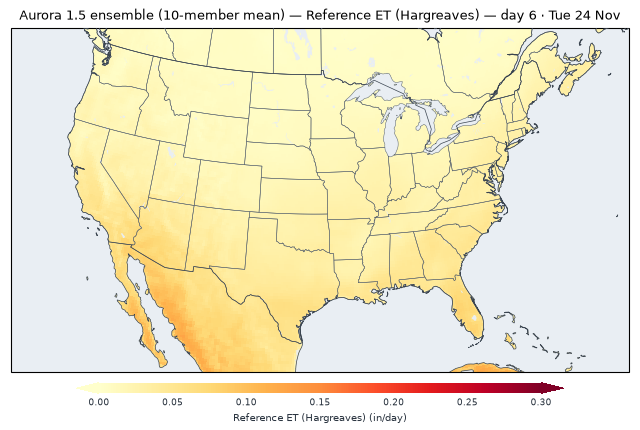 Aurora 1.5 ensemble (10-member mean) — Reference ET (Hargreaves) — day 6 · Tue 24 Nov
0.00 0.05 0.10 0.15 0.20 0.25 0.30
Reference ET (Hargreaves) (in/day)